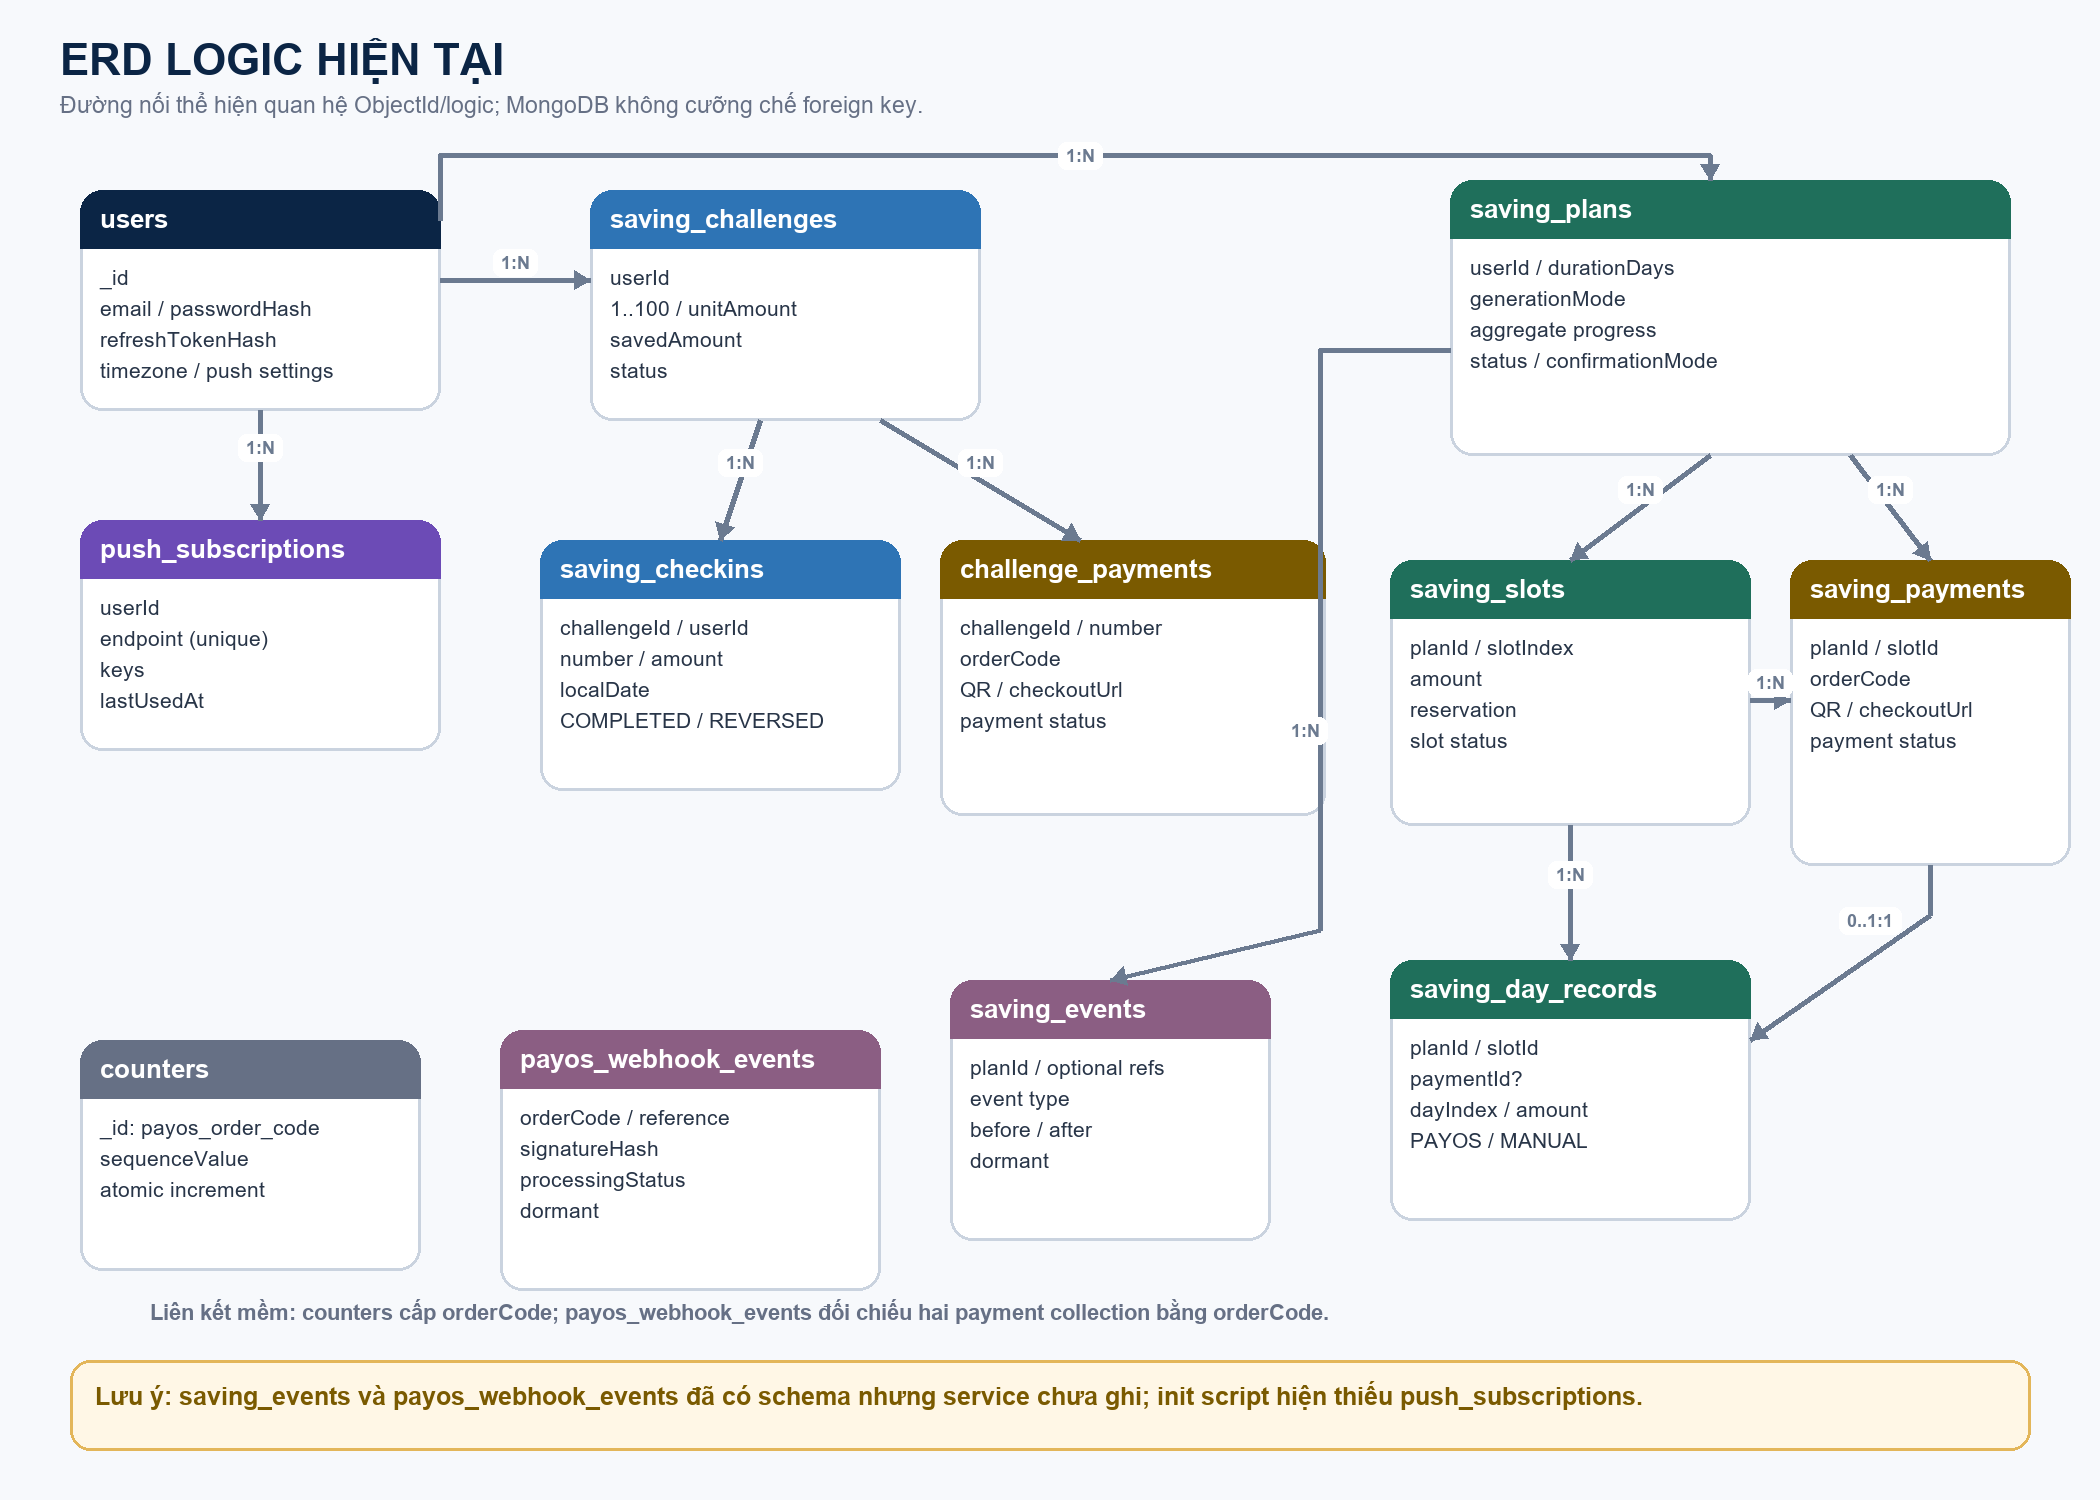 ERD LOGIC HIỆN TẠI
Đường nối thể hiện quan hệ ObjectId/logic; MongoDB không cưỡng chế foreign key.
1:N
users
_id
email / passwordHash
refreshTokenHash
timezone / push settings
1:N
saving_challenges
userId
1..100 / unitAmount
savedAmount
status
saving_plans
userId / durationDays
generationMode
aggregate progress
status / confirmationMode
1:N
1:N
1:N
1:N
1:N
push_subscriptions
userId
endpoint (unique)
keys
lastUsedAt
saving_checkins
challengeId / userId
number / amount
localDate
COMPLETED / REVERSED
challenge_payments
challengeId / number
orderCode
QR / checkoutUrl
payment status
1:N
saving_slots
planId / slotIndex
amount
reservation
slot status
1:N
saving_payments
planId / slotId
orderCode
QR / checkoutUrl
payment status
1:N
0..1:1
counters
_id: payos_order_code
sequenceValue
atomic increment
payos_webhook_events
orderCode / reference
signatureHash
processingStatus
dormant
saving_events
planId / optional refs
event type
before / after
dormant
saving_day_records
planId / slotId
paymentId?
dayIndex / amount
PAYOS / MANUAL
Liên kết mềm: counters cấp orderCode; payos_webhook_events đối chiếu hai payment collection bằng orderCode.
Lưu ý: saving_events và payos_webhook_events đã có schema nhưng service chưa ghi; init script hiện thiếu push_subscriptions.